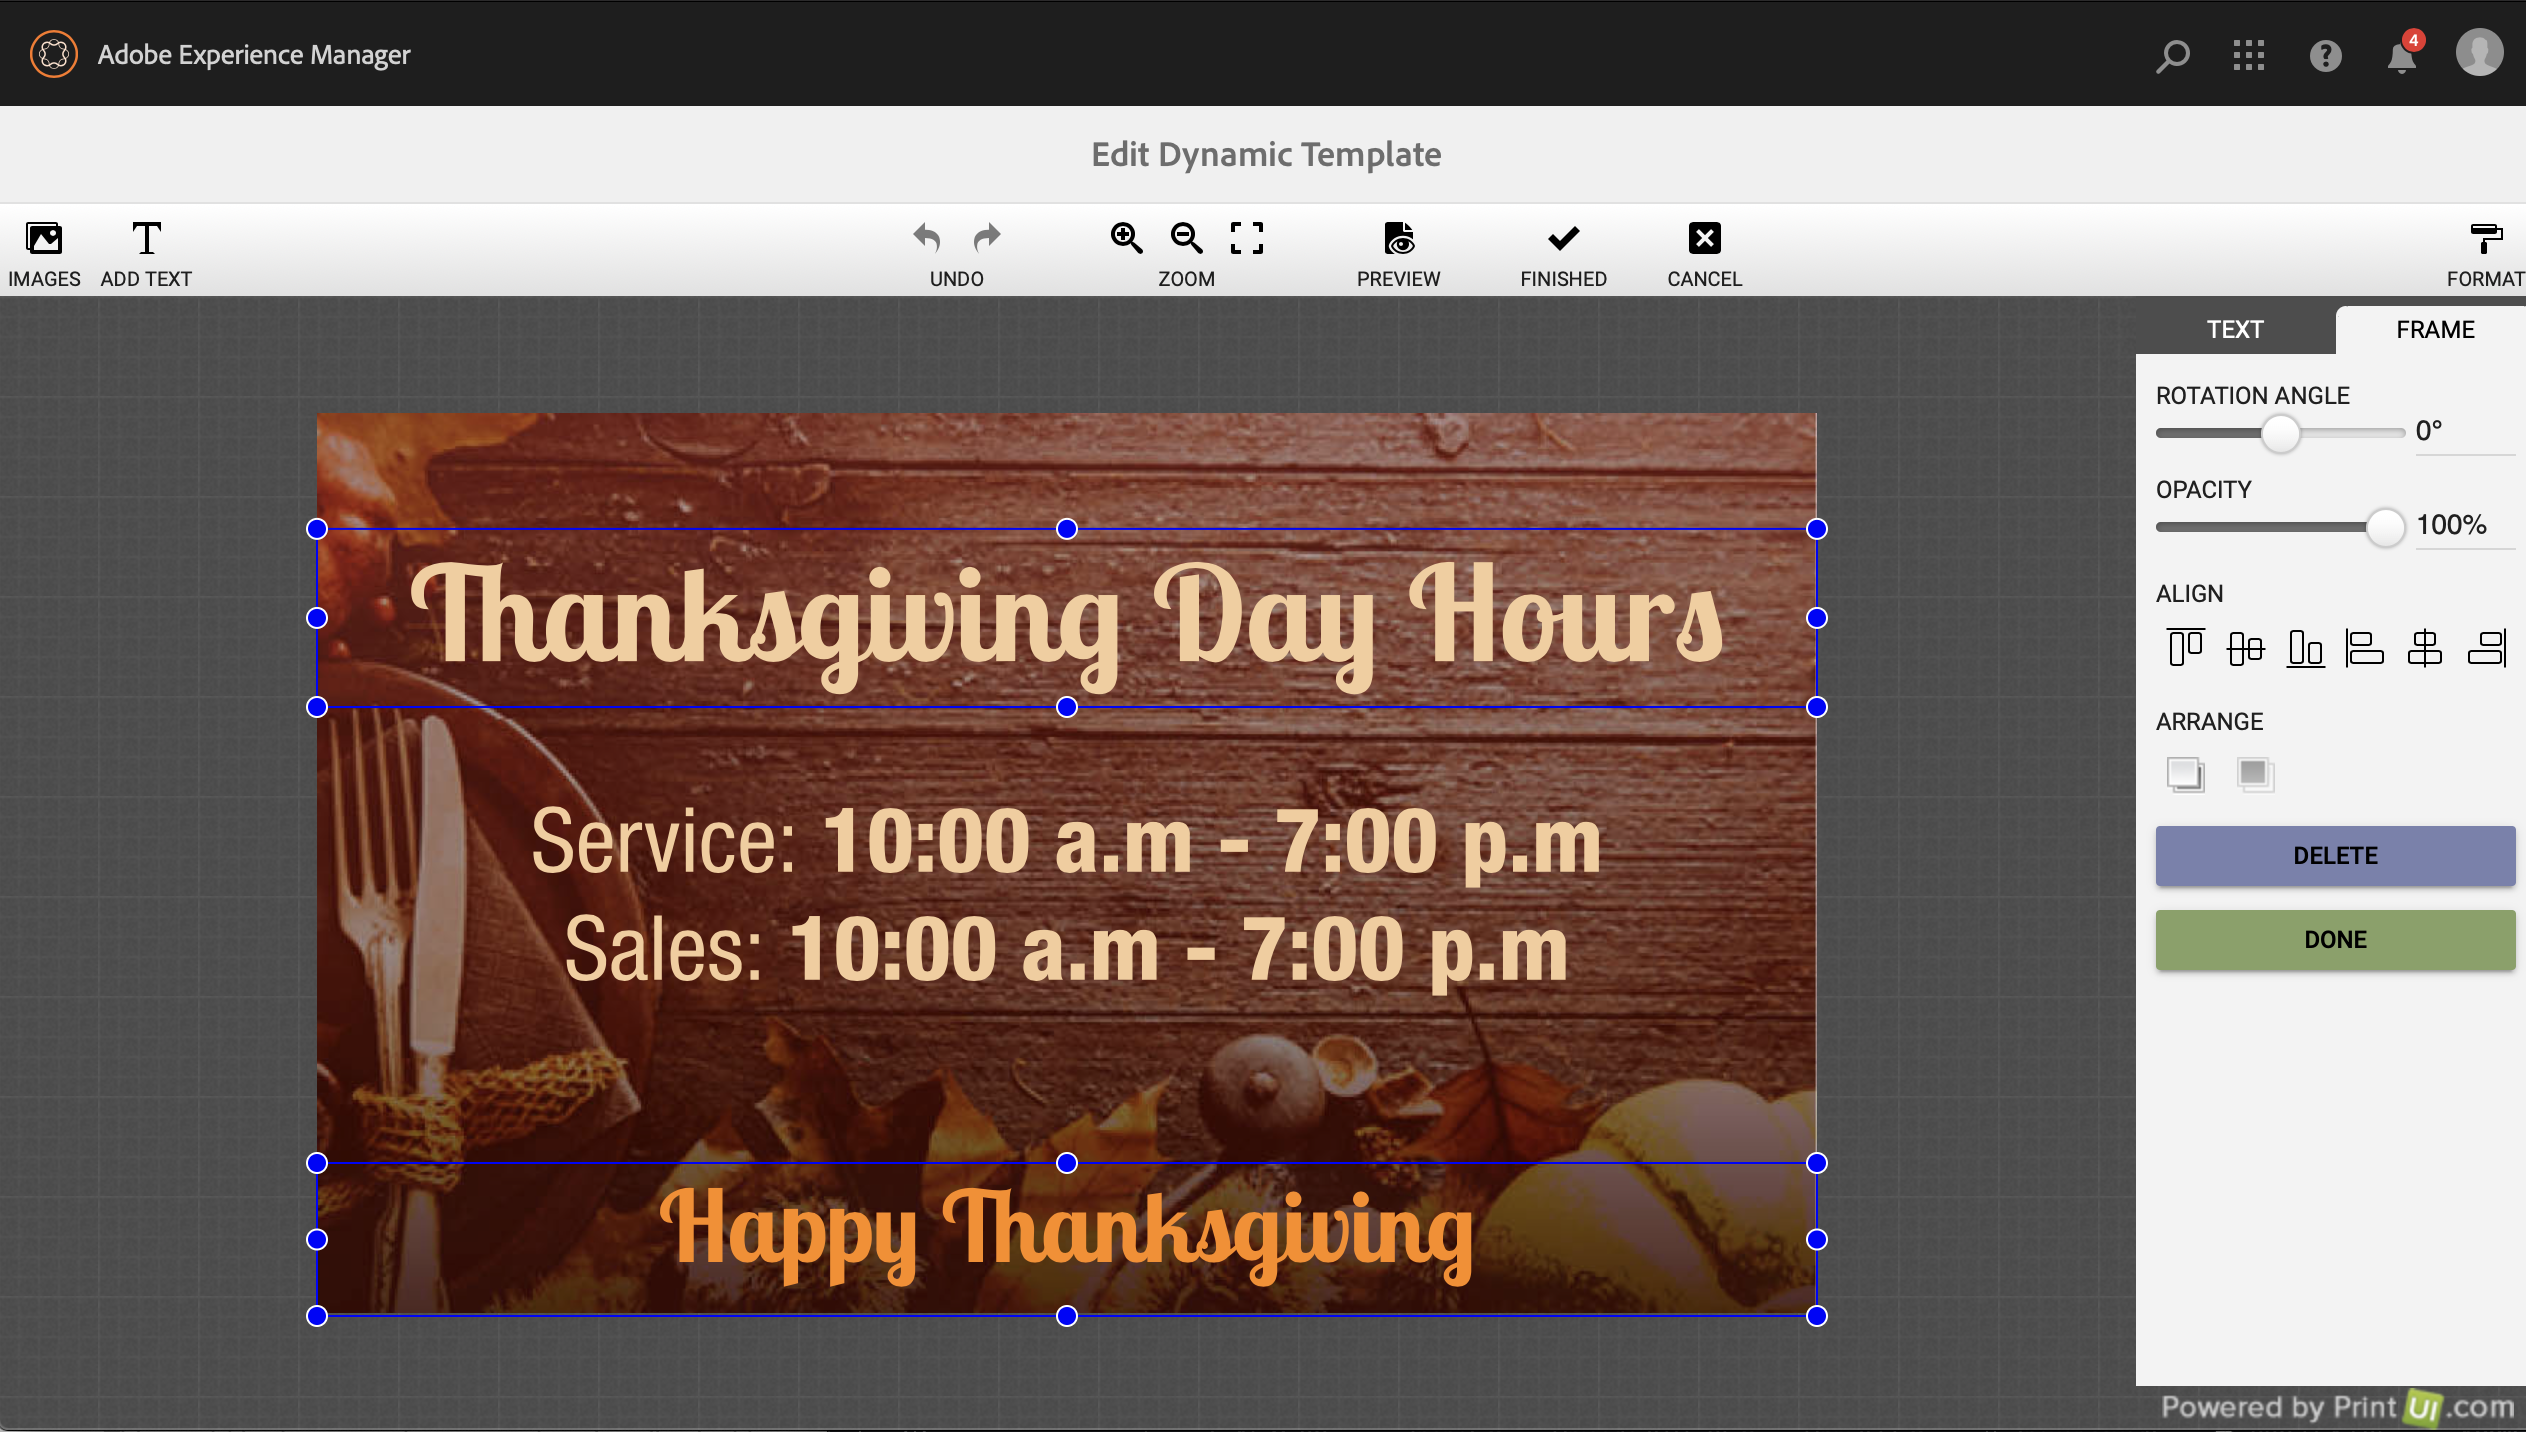 Adobe Experience Manager
4
Edit Dynamic Template
IMAGES ADD TEXT UNDO ZOOM PREVIEW FINISHED CANCEL FORMAT
TEXT FRAME
ROTATION ANGLE
0°
OPACITY
100%
ALIGN
ARRANGE
DELETE
DONE
Thanksgiving Day Hours
Service: 10:00 a.m - 7:00 p.m
Sales: 10:00 a.m - 7:00 p.m
Happy Thanksgiving
Powered by Print UI .com